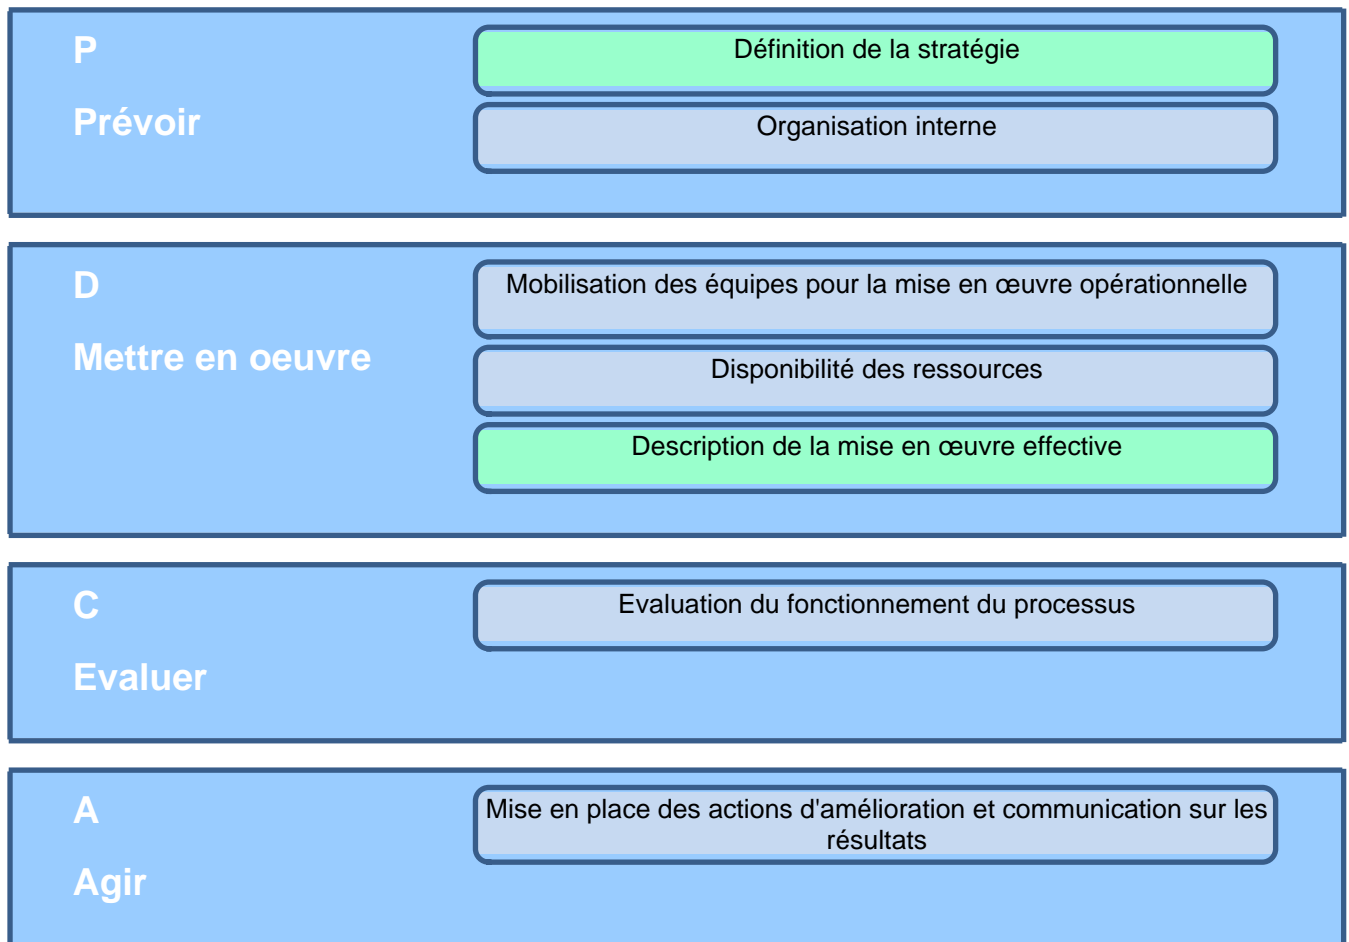 P
Prévoir
Définition de la stratégie
Organisation interne
D
Mettre en oeuvre
Mobilisation des équipes pour la mise en œuvre opérationnelle
Disponibilité des ressources
Description de la mise en œuvre effective
C
Evaluer
Evaluation du fonctionnement du processus
A
Agir
Mise en place des actions d'amélioration et communication sur les
résultats